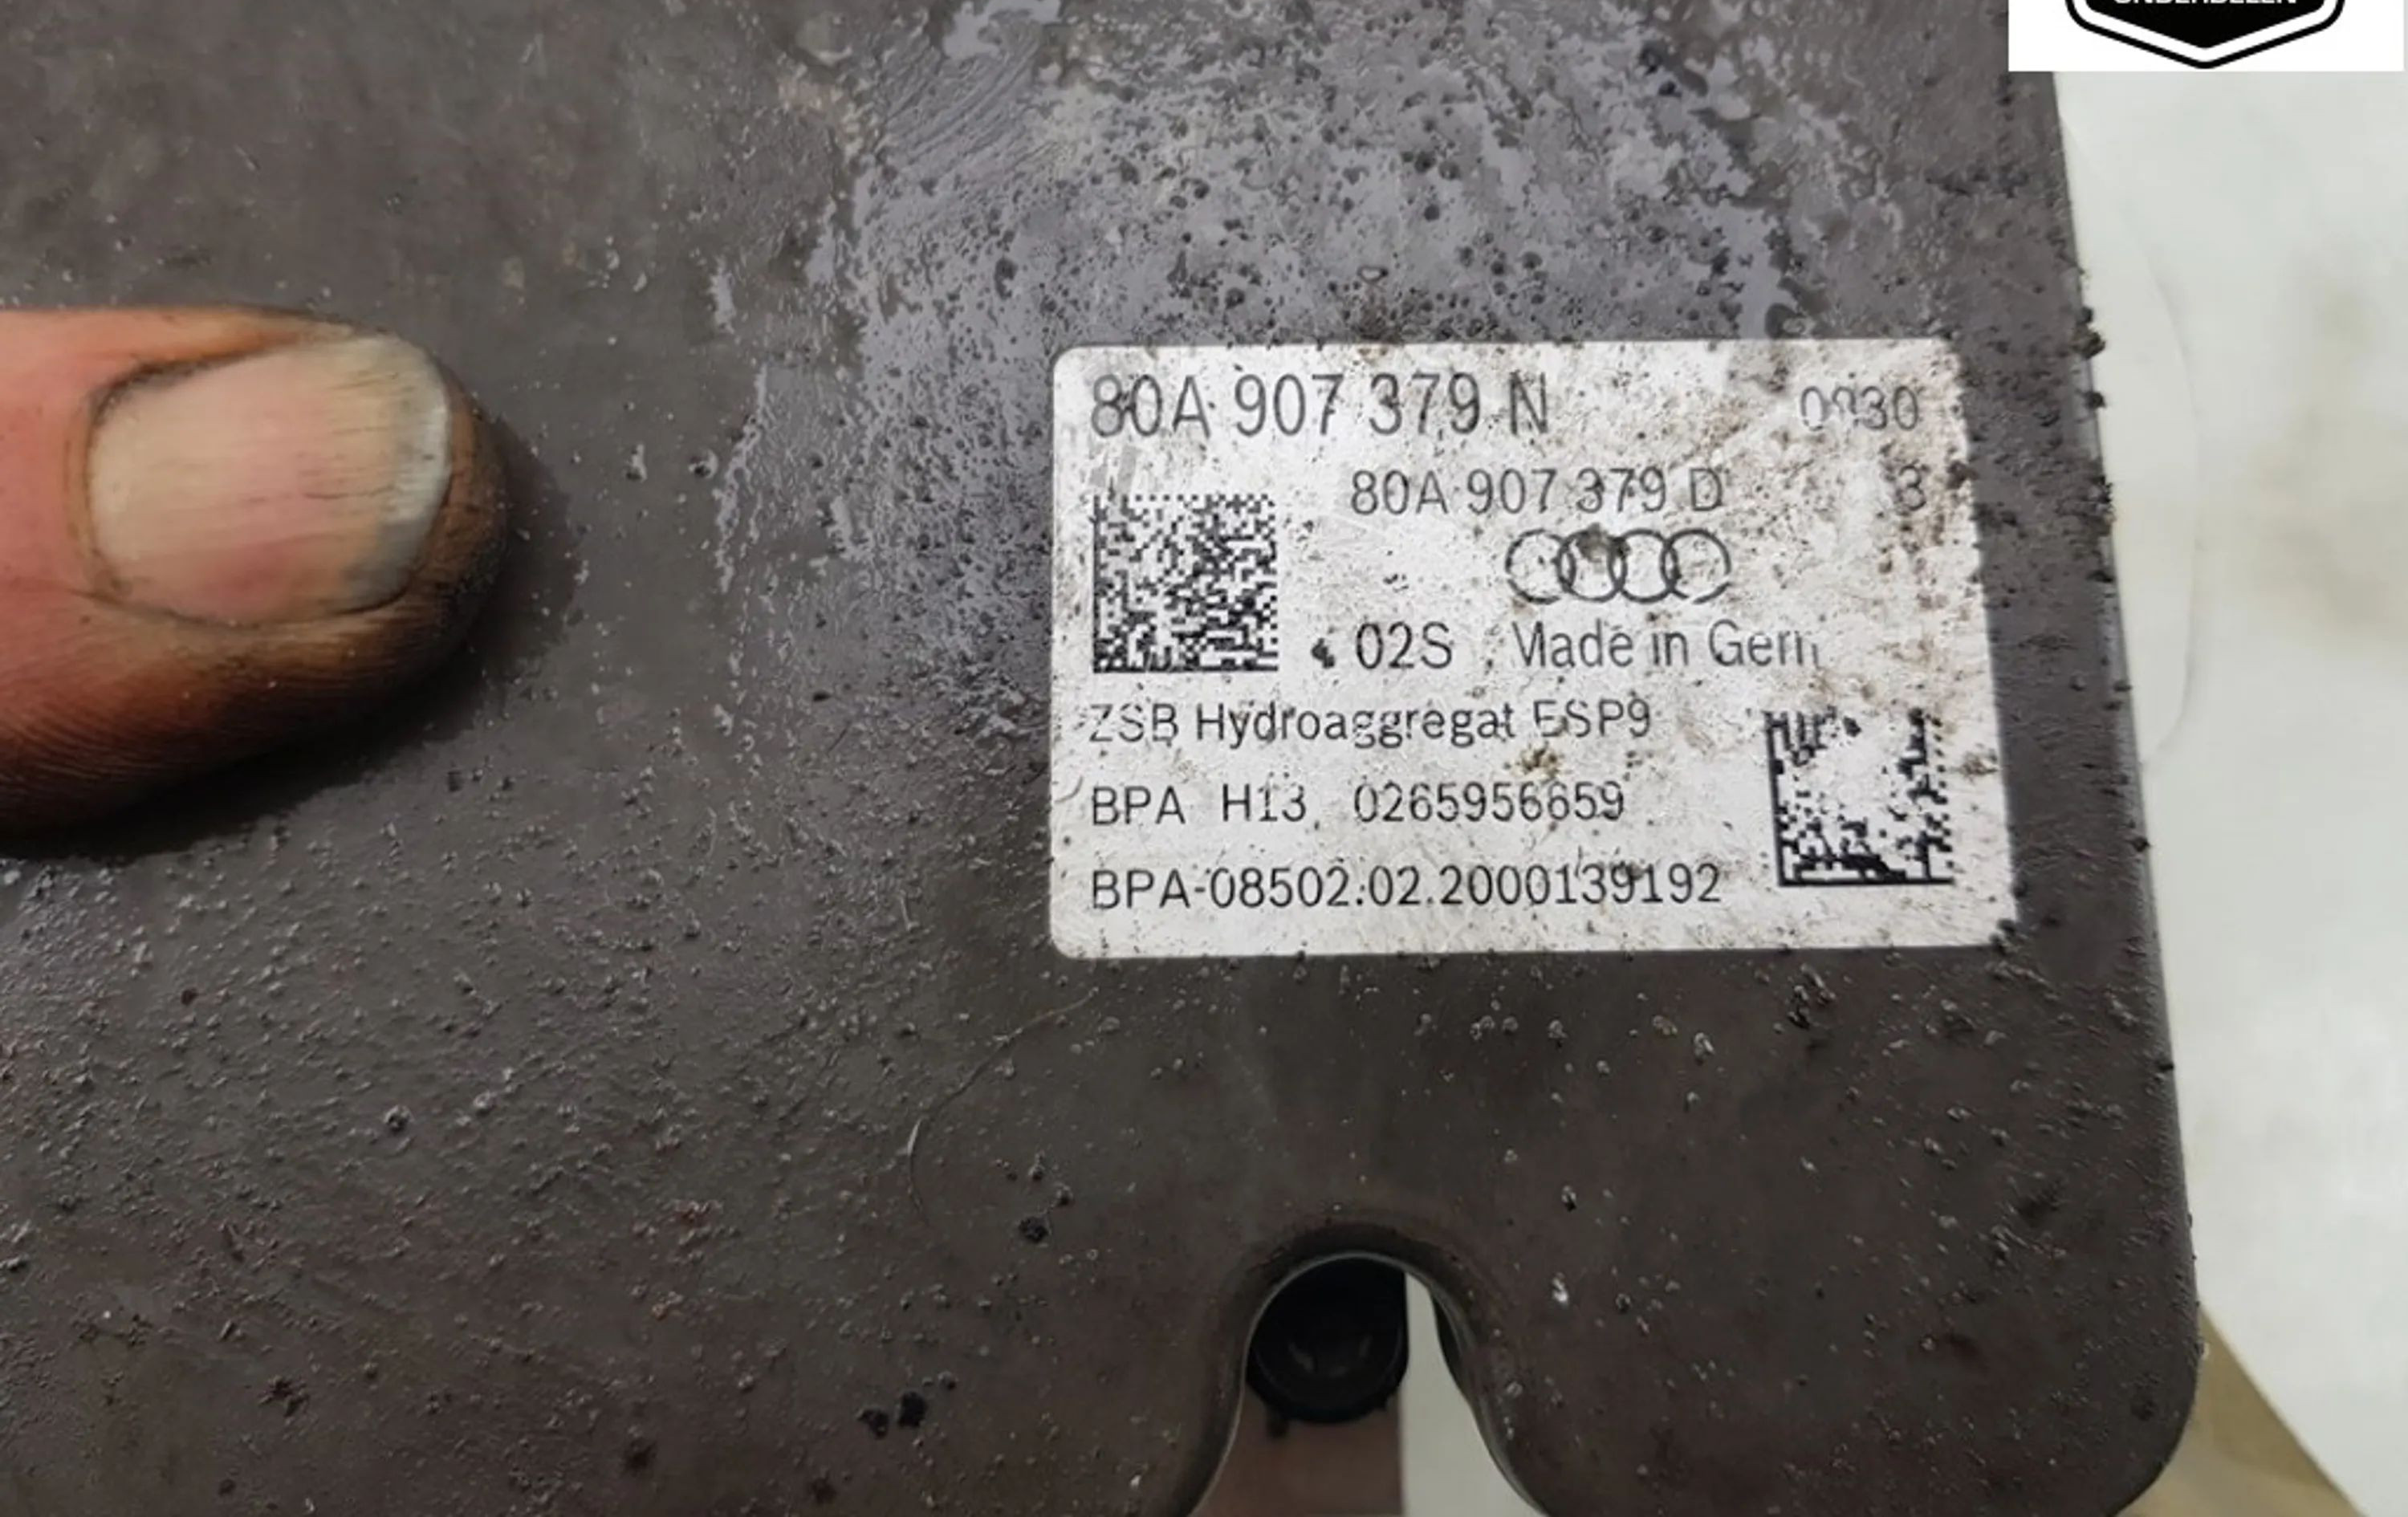 ONDERDELEN
80A 907 379 N
80A 907 379 D 3
02S Made in
ZSB Hydroaggregat ESP9
BPA H13 0265956659
BPA-08502.02.2000139192